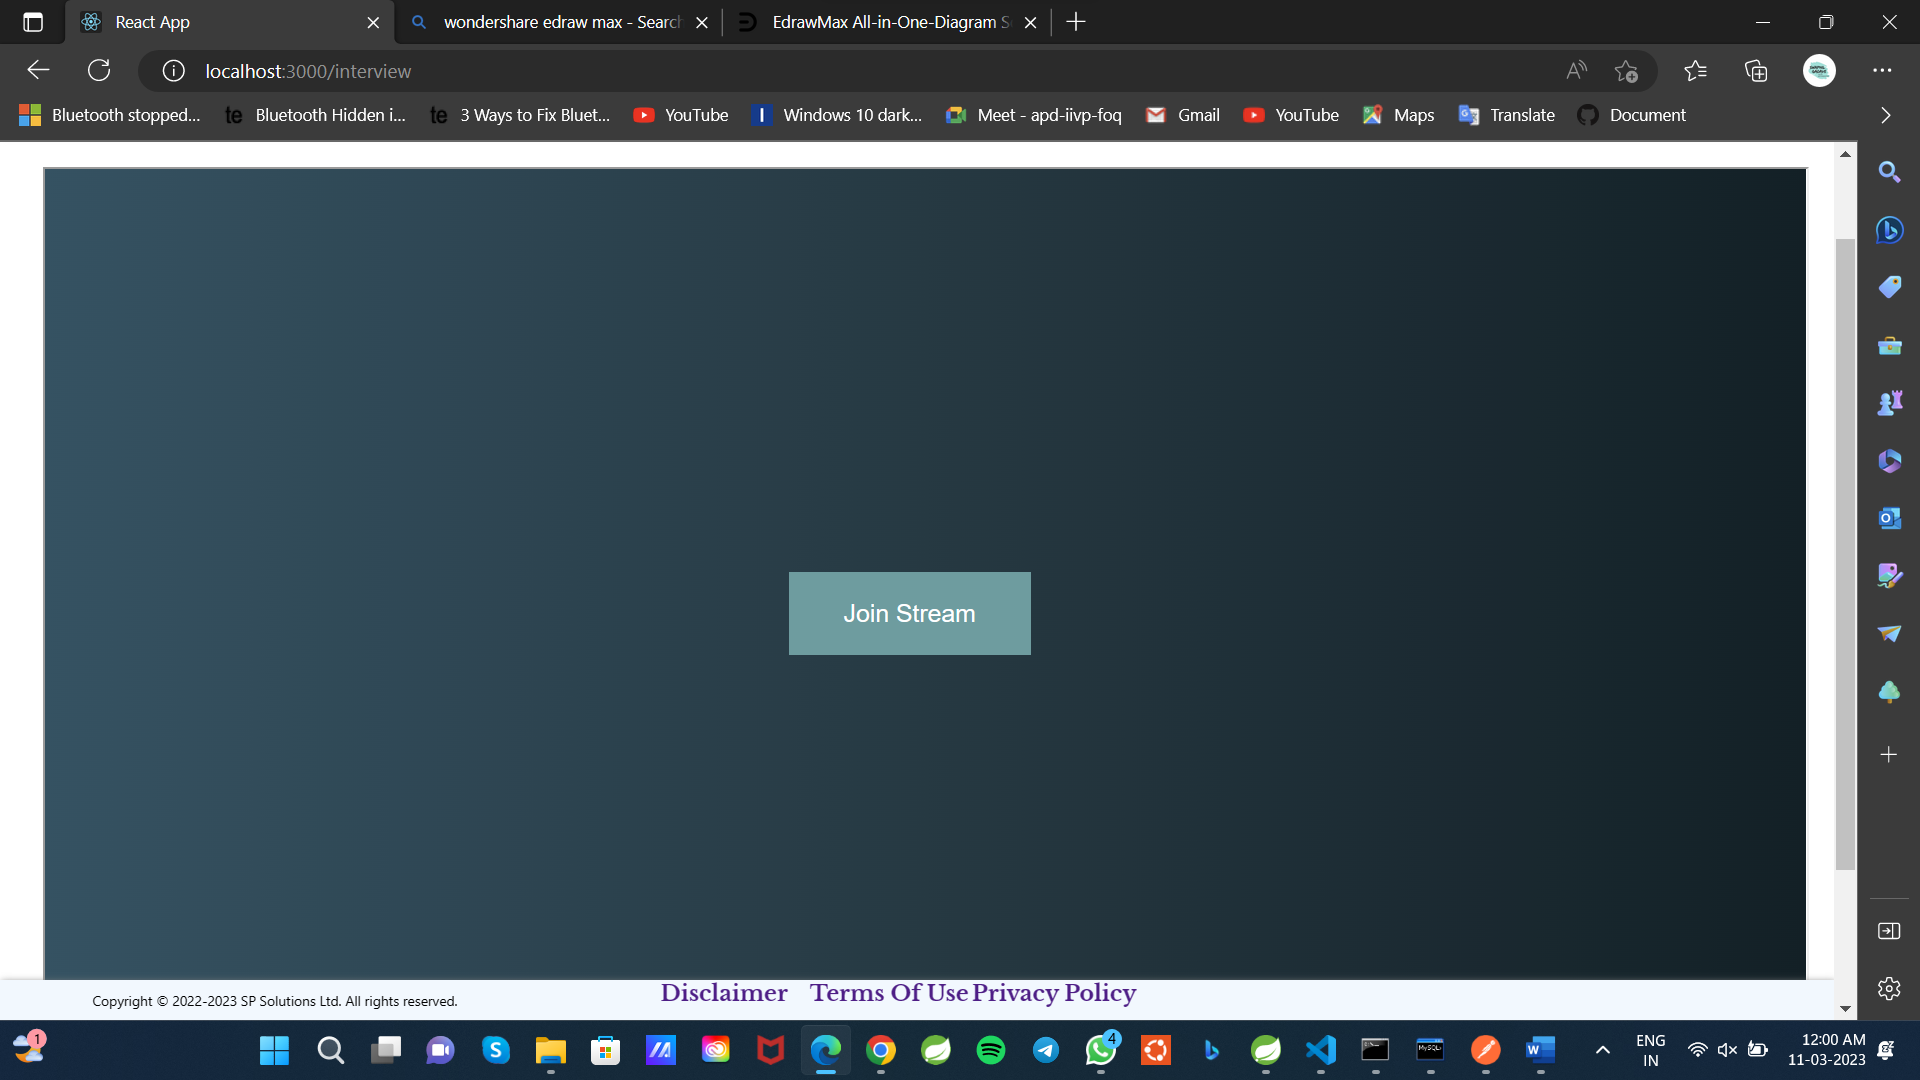 React App
wondershare edraw max - Search
EdrawMax All-in-One-Diagram S
localhost:3000/interview
Bluetooth stopped...
te Bluetooth Hidden i...
te 3 Ways to Fix Bluet...
YouTube
I Windows 10 dark...
Meet - apd-iivp-foq
Gmail
YouTube
Maps
Translate
Document
Join Stream
Copyright © 2022-2023 SP Solutions Ltd. All rights reserved.
Disclaimer Terms Of Use Privacy Policy
1
4
MySQL
ENG
IN
12:00 AM
11-03-2023